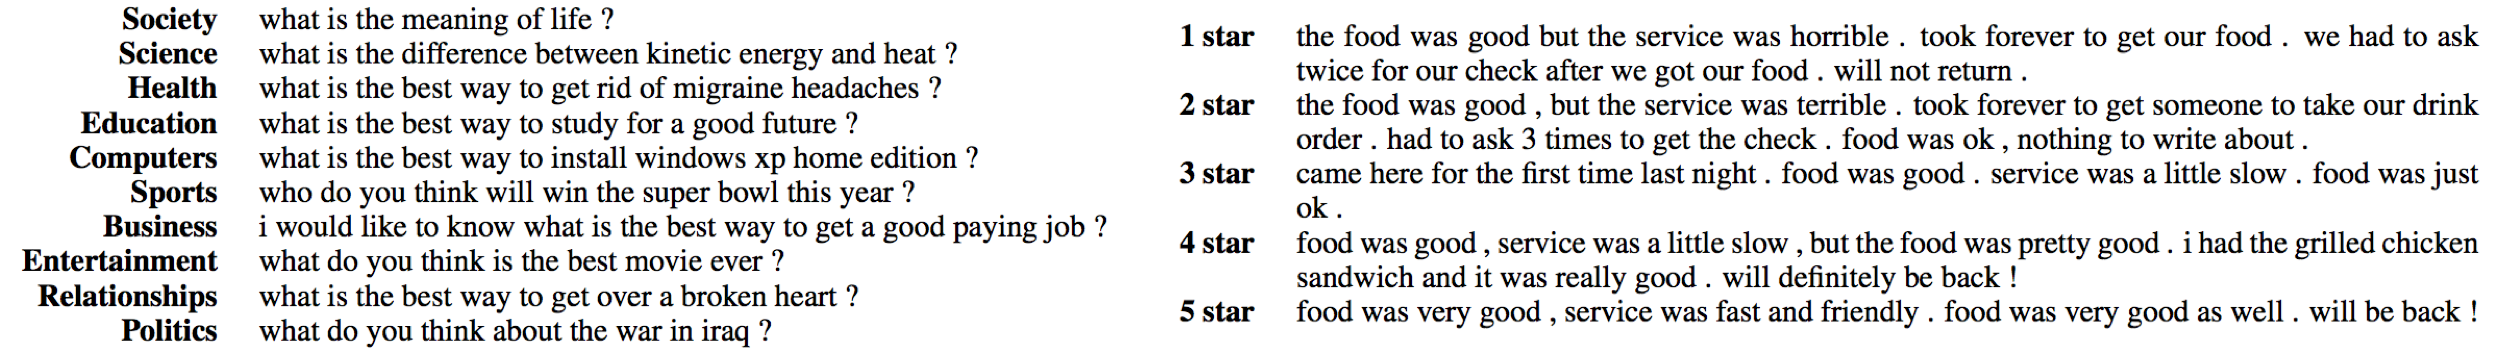 Society what is the meaning of life ?
Science what is the difference between kinetic energy and heat ?
Health what is the best way to get rid of migraine headaches ?
Education what is the best way to study for a good future ?
Computers what is the best way to install windows xp home edition ?
Sports who do you think will win the super bowl this year ?
Business i would like to know what is the best way to get a good paying job ?
Entertainment what do you think is the best movie ever ?
Relationships what is the best way to get over a broken heart ?
Politics what do you think about the war in iraq ?
1 star the food was good but the service was horrible . took forever to get our food . we had to ask
twice for our check after we got our food . will not return .
2 star the food was good , but the service was terrible . took forever to get someone to take our drink
order . had to ask 3 times to get the check . food was ok , nothing to write about .
3 star came here for the first time last night . food was good . service was a little slow . food was just
ok .
4 star food was good , service was a little slow , but the food was pretty good . i had the grilled chicken
sandwich and it was really good . will definitely be back !
5 star food was very good , service was fast and friendly . food was very good as well . will be back !